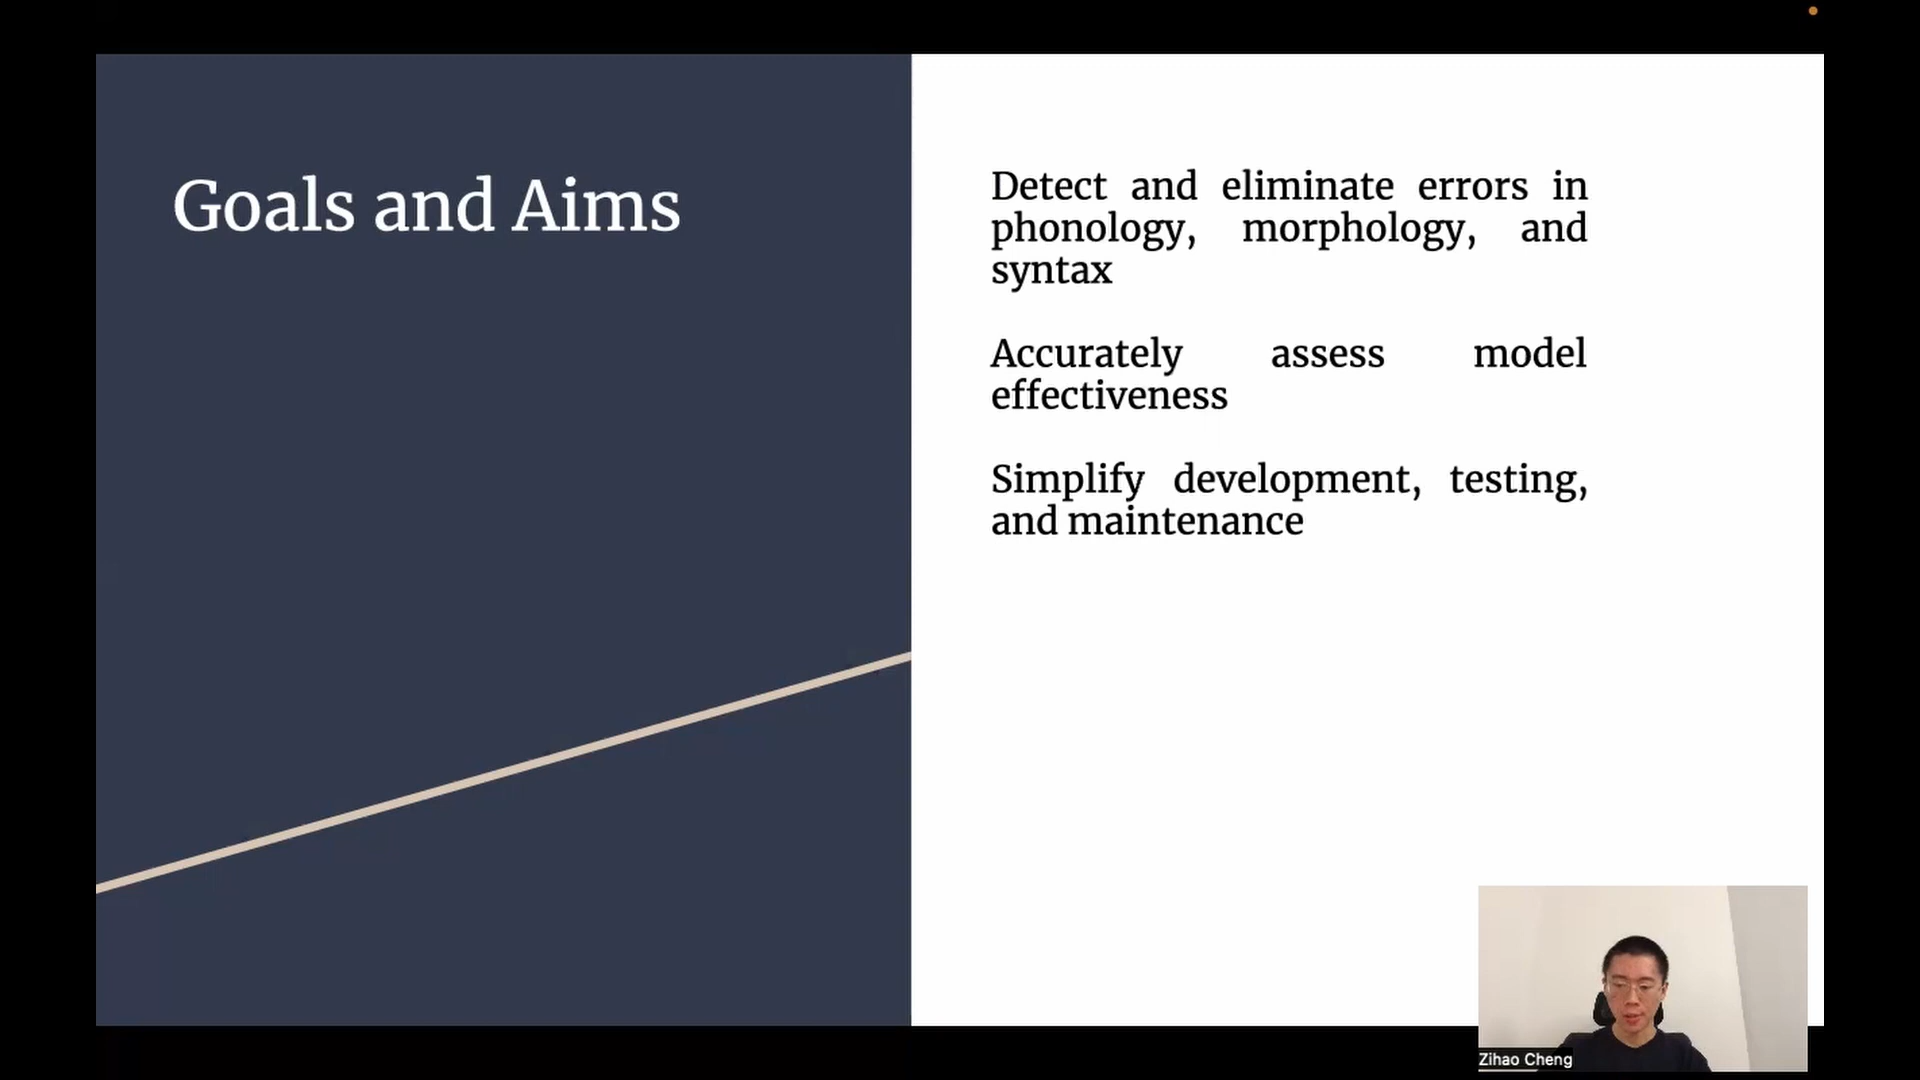 Goals and Aims
Detect and eliminate errors in
phonology, morphology, and
syntax
Accurately assess model
effectiveness
Simplify development, testing,
and maintenance
Zihao Cheng